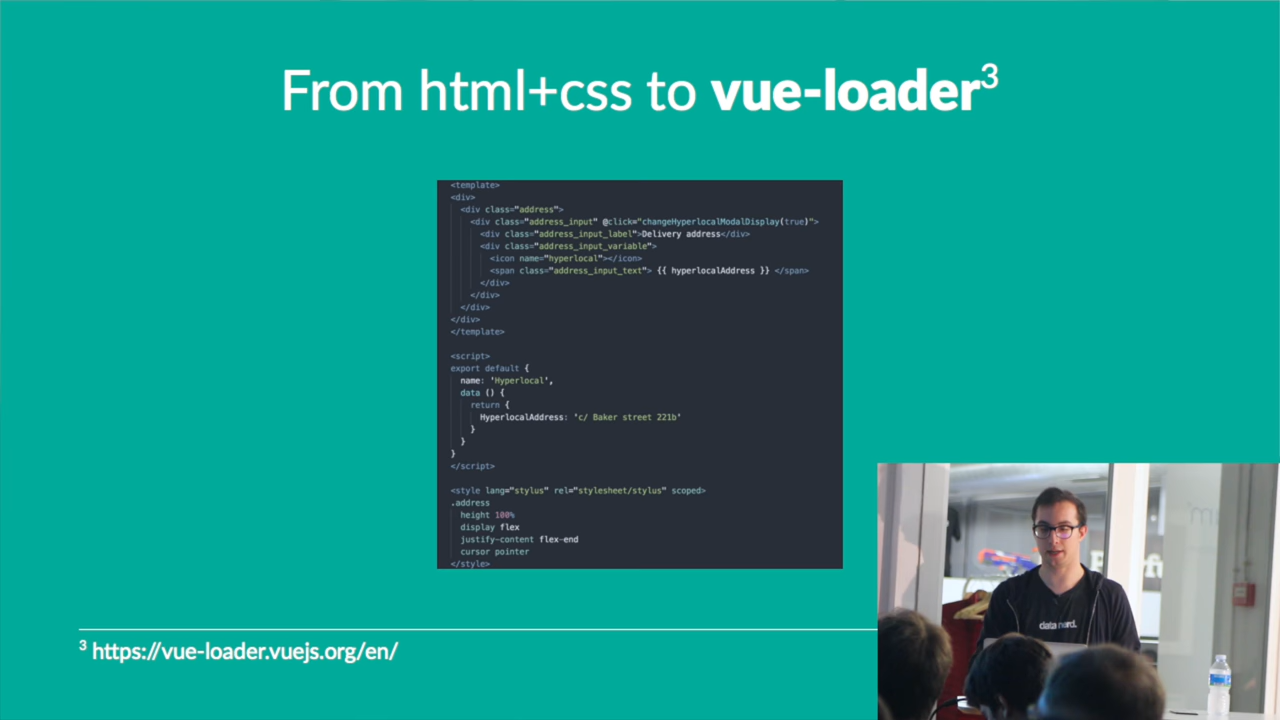 From html+css to vue-loader³
<template>
<div>
<div class="address">
<div class="address_input" @click="changeHyperlocalModalDisplay(true)">
<div class="address_input_label">Delivery address</div>
<div class="address_input_variable">
<icon name="hyperlocal"></icon>
<span class="address_input_text"> {{ hyperlocalAddress }} </span>
</div>
</div>
</div>
</div>
</template>
<script>
export default {
name: 'Hyperlocal',
data () {
return {
HyperlocalAddress: 'c/ Baker street 221b'
}
}
}
</script>
<style lang="stylus" rel="stylesheet/stylus" scoped>
.address
height 100%
display flex
justify-content flex-end
cursor pointer
</style>
³ https://vue-loader.vuejs.org/en/
data nerd.